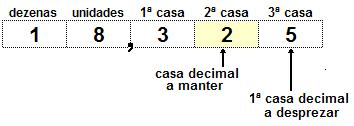 dezenas unidades 1ª casa 2ª casa 3ª casa
1 8 , 3 2 5
casa decimal
a manter
1ª casa decimal
a desprezar